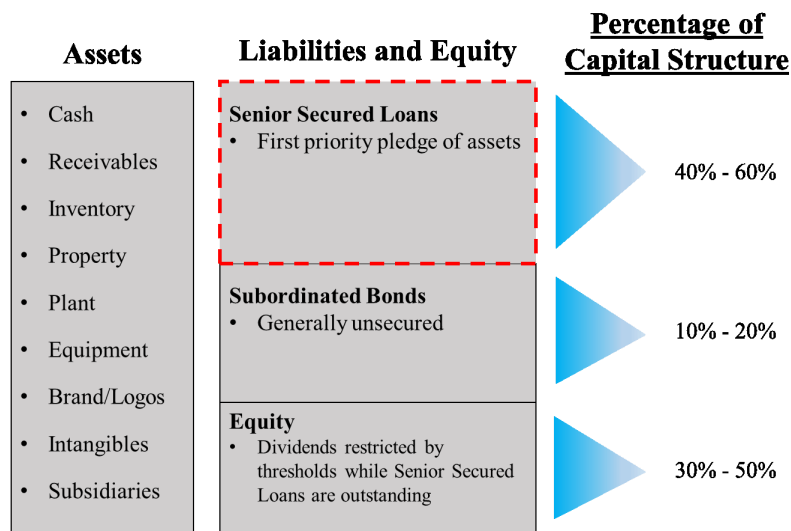 Assets
• Cash
• Receivables
• Inventory
• Property
• Plant
• Equipment
• Brand/Logos
• Intangibles
• Subsidiaries
Liabilities and Equity
Senior Secured Loans
• First priority pledge of assets
Subordinated Bonds
• Generally unsecured
Equity
• Dividends restricted by
thresholds while Senior Secured
Loans are outstanding
Percentage of
Capital Structure
40% - 60%
10% - 20%
30% - 50%